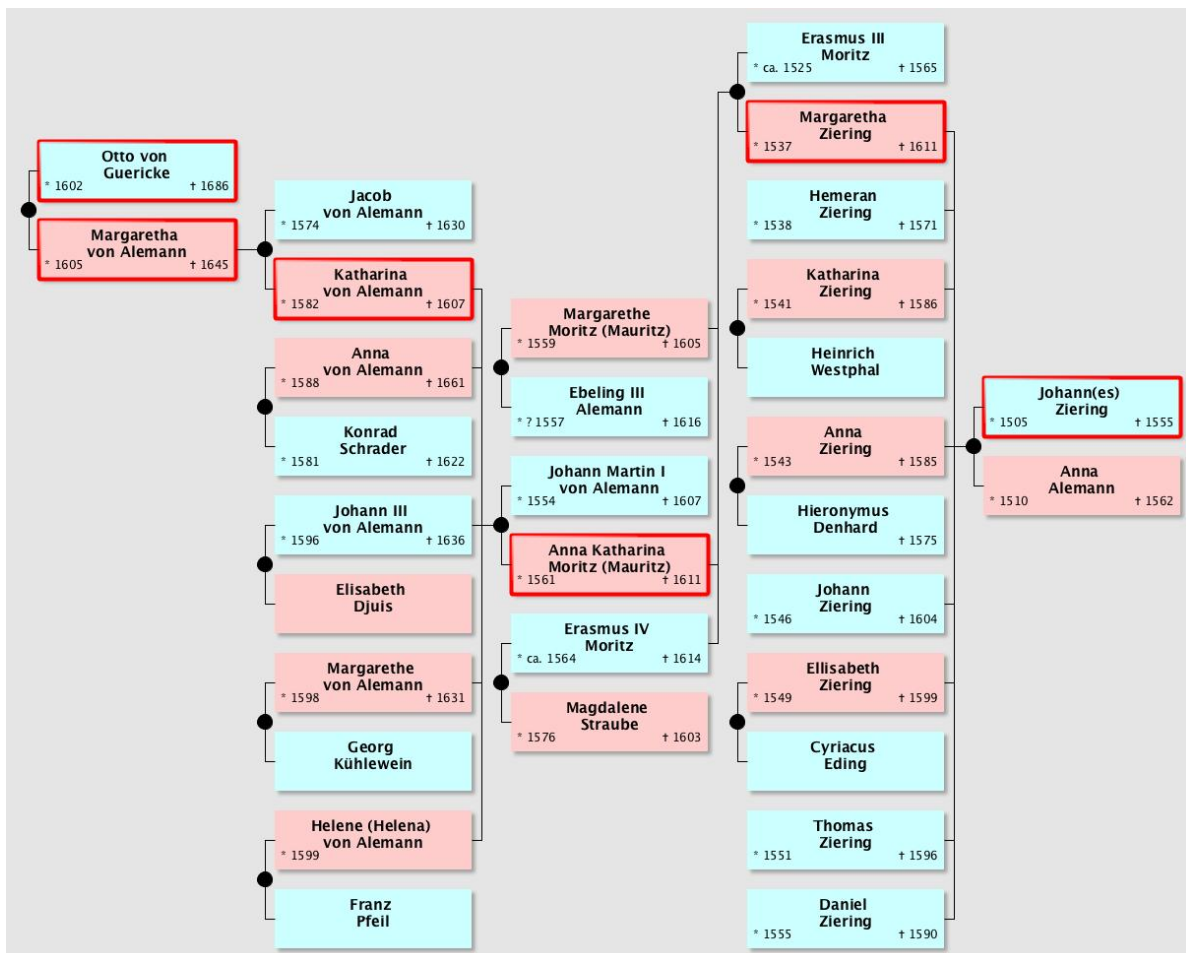 Otto von
Guericke
* 1602 † 1686
Margaretha
von Alemann
* 1605 † 1645
Jacob
von Alemann
* 1574 † 1630
Katharina
von Alemann
* 1582 † 1607
Anna
von Alemann
* 1588 † 1661
Konrad
Schrader
* 1581 † 1622
Johann III
von Alemann
* 1596 † 1636
Elisabeth
Djuis
Margarethe
von Alemann
* 1598 † 1631
Georg
Kühlewein
Helene (Helena)
von Alemann
* 1599
Franz
Pfeil
Margarethe
Moritz (Mauritz)
* 1559 † 1605
Ebeling III
Alemann
* ? 1557 † 1616
Johann Martin I
von Alemann
* 1554 † 1607
Anna Katharina
Moritz (Mauritz)
* 1561 † 1611
Erasmus IV
Moritz
* ca. 1564 † 1614
Magdalene
Straube
* 1576 † 1603
Erasmus III
Moritz
* ca. 1525 † 1565
Margaretha
Ziering
* 1537 † 1611
Hemeran
Ziering
* 1538 † 1571
Katharina
Ziering
* 1541 † 1586
Heinrich
Westphal
Anna
Ziering
* 1543 † 1585
Hieronymus
Denhard
† 1575
Johann
Ziering
* 1546 † 1604
Ellisabeth
Ziering
* 1549 † 1599
Cyriacus
Eding
Thomas
Ziering
* 1551 † 1596
Daniel
Ziering
* 1555 † 1590
Johann(es)
Ziering
* 1505 † 1555
Anna
Alemann
* 1510 † 1562